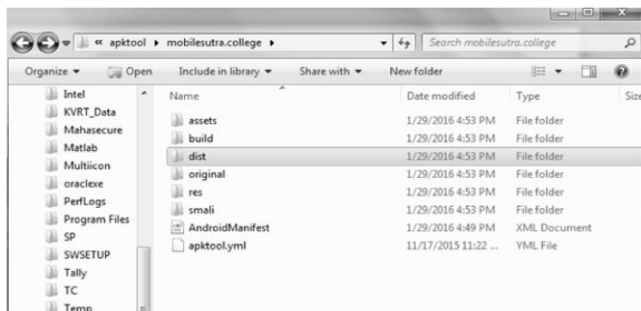 « apktool ▸ mobilesutra.college ▸
Search mobilesutra.college
Organize ▾ Open Include in library ▾ Share with ▾ New folder
Name Date modified Type Size
Intel
KVRT_Data
Mahasecure
Matlab
Multiicon
oraclexe
PerfLogs
Program Files
SP
SWSETUP
Tally
TC
Temp
assets 1/29/2016 4:53 PM File folder
build 1/29/2016 4:53 PM File folder
dist 1/29/2016 4:53 PM File folder
original 1/29/2016 4:53 PM File folder
res 1/29/2016 4:53 PM File folder
smali 1/29/2016 4:53 PM File folder
AndroidManifest 1/29/2016 4:49 PM XML Document
apktool.yml 11/17/2015 11:22 ... YML File